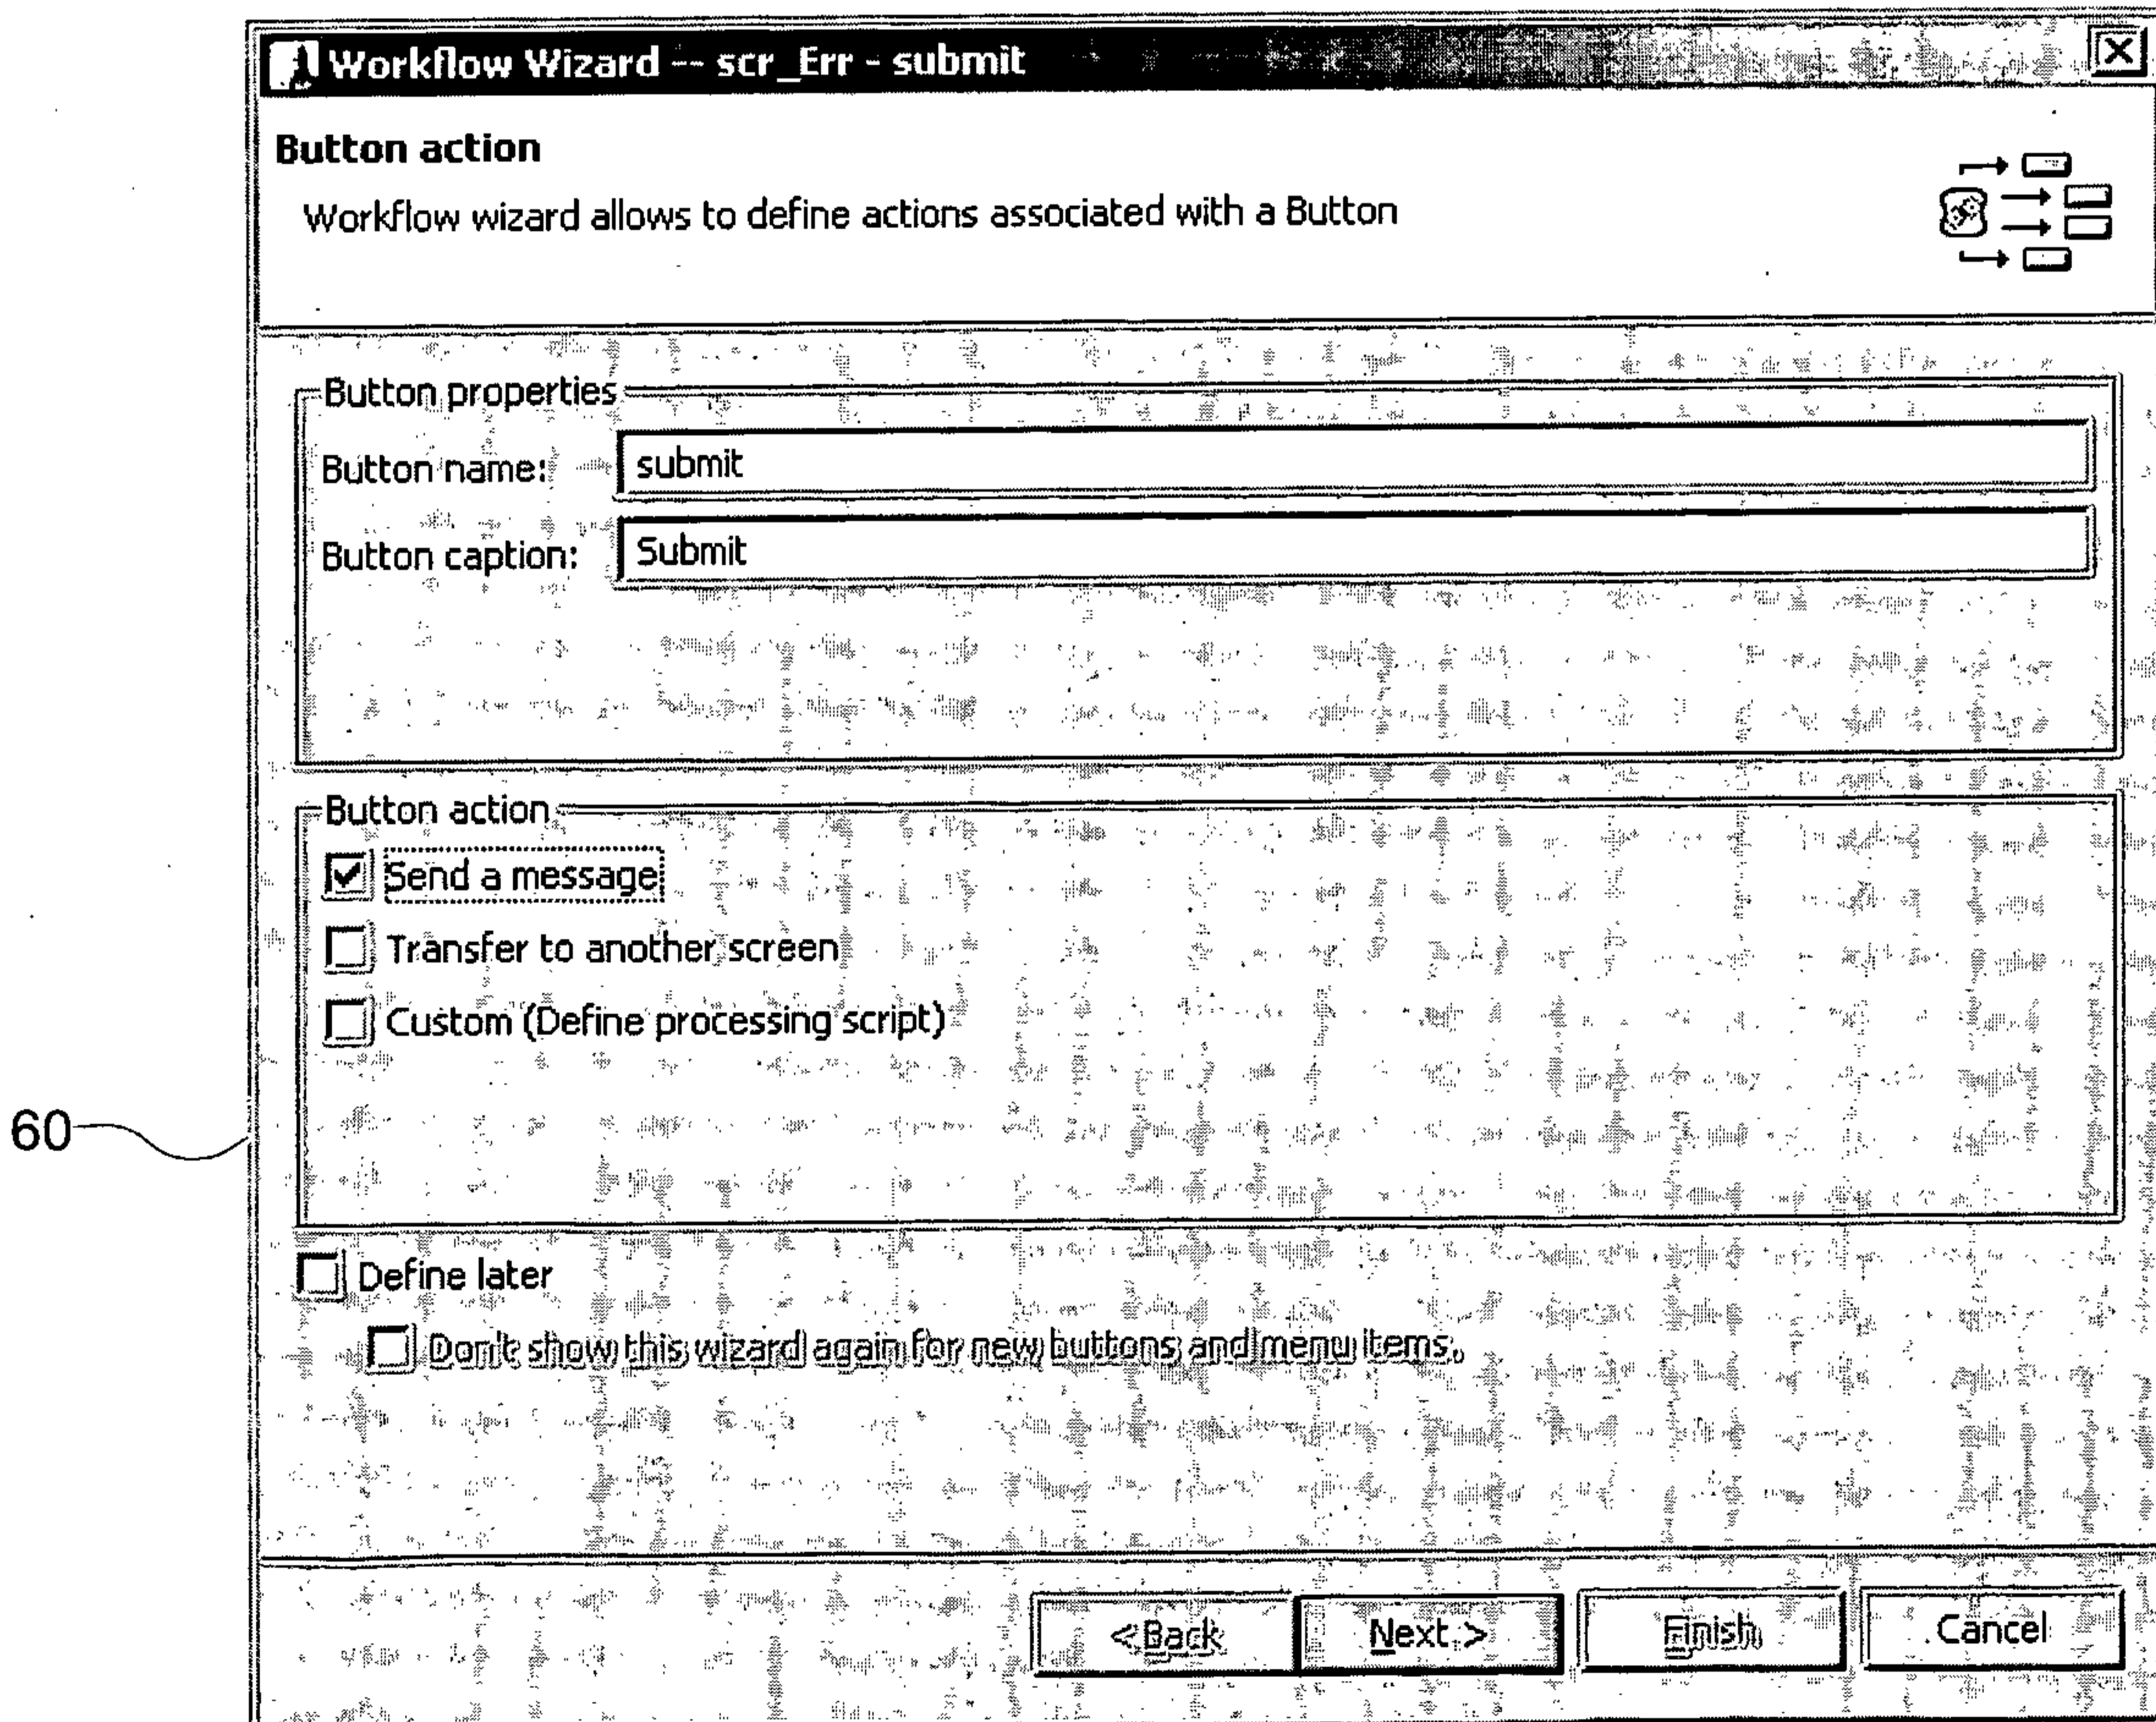 Workflow Wizard -- scr_Err - submit
Button action
Workflow wizard allows to define actions associated with a Button
Button properties
Button name: submit
Button caption: Submit
Button action
Send a message
Transfer to another screen
Custom (Define processing script)
60
Define later
Don't show this wizard again for new buttons and menu items.
< Back Next > Finish Cancel